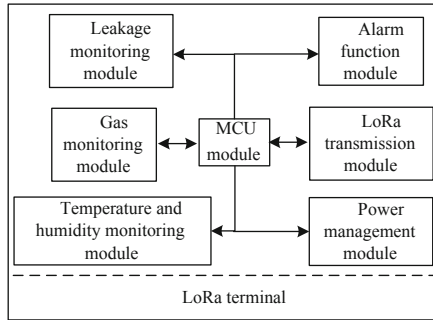 Leakage
monitoring
module
Alarm
function
module
Gas
monitoring
module
MCU
module
LoRa
transmission
module
Temperature and
humidity monitoring
module
Power
management
module
LoRa terminal